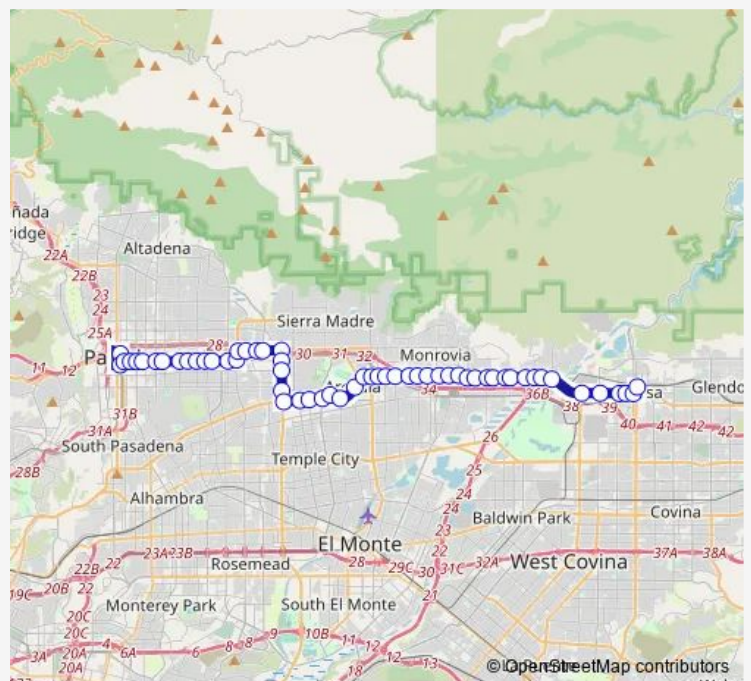 ñada
ridge
22A
22B
23
24
25A
Altadena
Sierra Madre
28
30 31 32
Monrovia
11 12
Pa
34
36B
38
39
sa
Glendo
40 41 42 42
31B
31A
28B
South Pasadena
26
Temple City
25
Alhambra
24
24
23
Baldwin Park
Covina
El Monte
22
23A 23B
22
22B
Rosemead
28 29C 30 31C 32A
West Covina
37A 38A
19C 20B
22
21
20C
20C
20A
20A
3A
Monterey Park
South El Monte
4 6 8 9 10B 11 12
12 13
18
© OpenStreetMap contributors